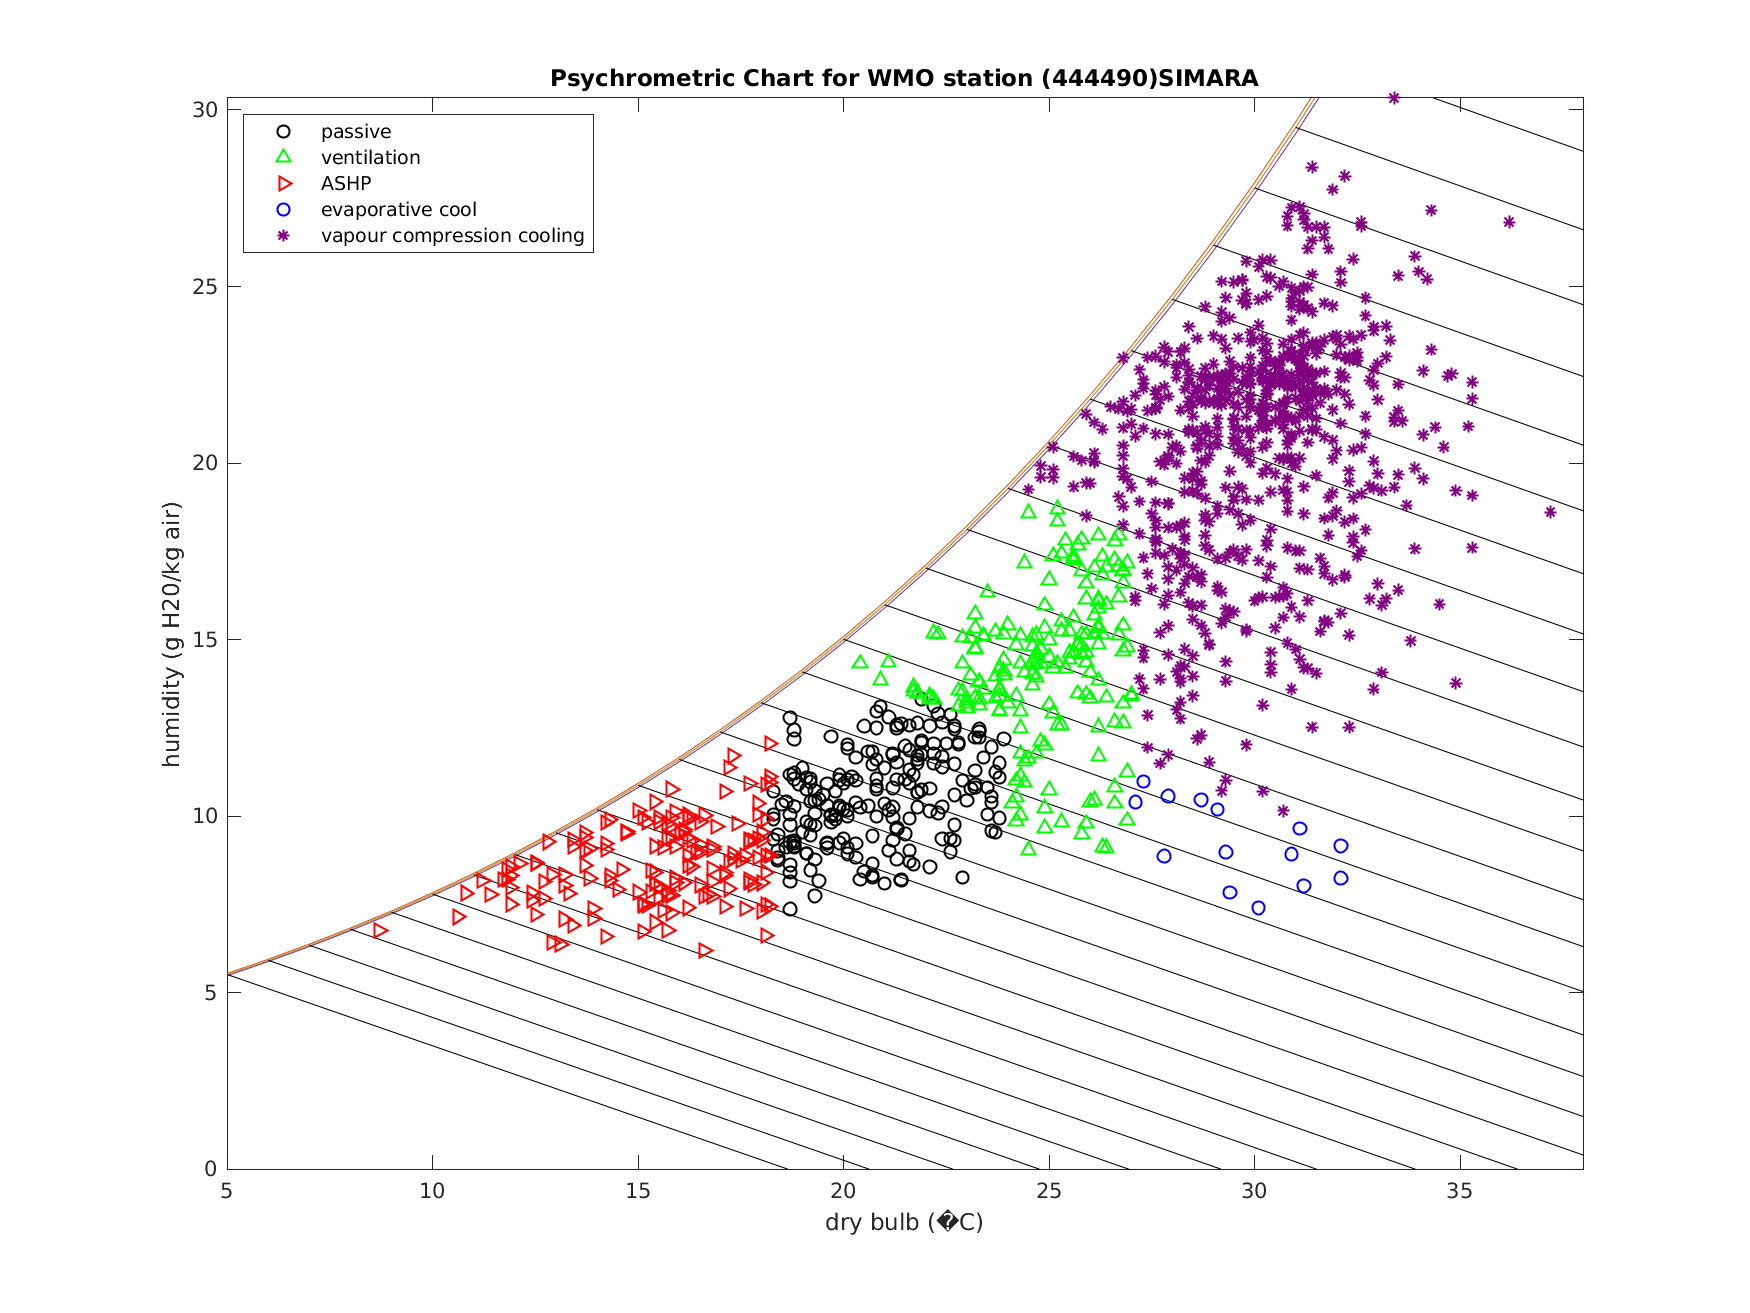 Psychrometric Chart for WMO station (444490)SIMARA
passive
ventilation
ASHP
evaporative cool
vapour compression cooling
humidity (g H20/kg air)
30
25
20
15
10
5
0
5
10
15
20
25
30
35
dry bulb (�C)